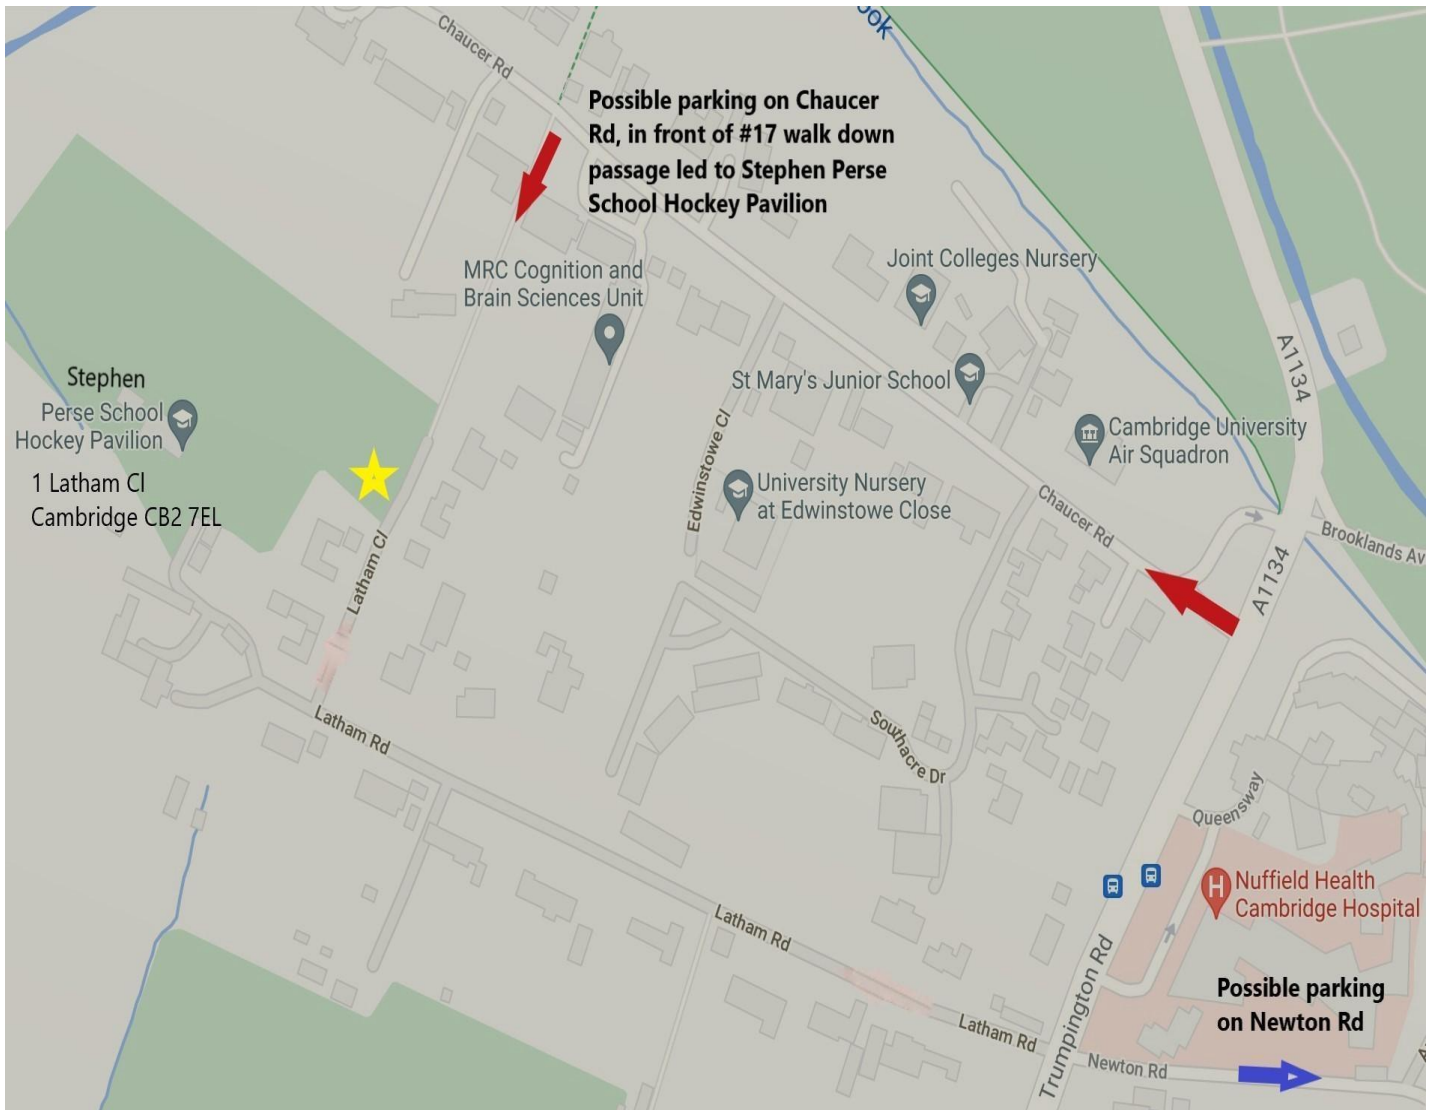 Chaucer Rd
ook
Possible parking on Chaucer
Rd, in front of #17 walk down
passage led to Stephen Perse
School Hockey Pavilion
MRC Cognition and
Brain Sciences Unit
Joint Colleges Nursery
A1134
St Mary's Junior School
Stephen
Perse School
Hockey Pavilion
1 Latham Cl
Cambridge CB2 7EL
Cambridge University
Air Squadron
Edwinstowe Cl
University Nursery
at Edwinstowe Close
Chaucer Rd
Brooklands Av
A1134
Latham Cl
Latham Rd
Southacre Dr
Queensway
H
Nuffield Health
Cambridge Hospital
Latham Rd
Trumpington Rd
Possible parking
on Newton Rd
Latham Rd
Newton Rd